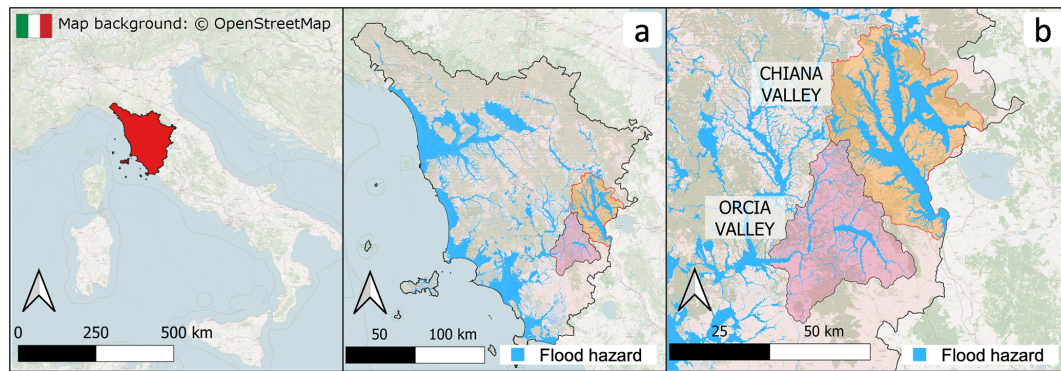 Map background: © OpenStreetMap
0 250 500 km
a
50 100 km
Flood hazard
b
CHIANA
VALLEY
ORCIA
VALLEY
25 50 km
Flood hazard